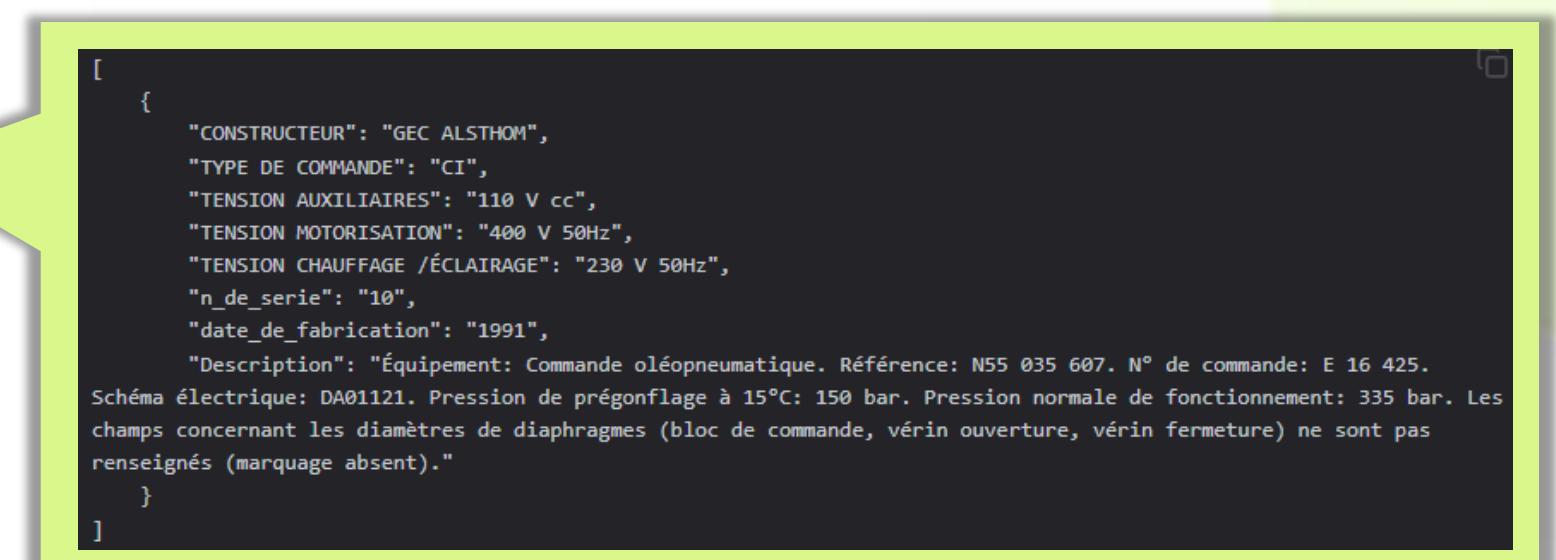 [
{
"CONSTRUCTEUR": "GEC ALSTHOM",
"TYPE DE COMMANDE": "CI",
"TENSION AUXILIAIRES": "110 V cc",
"TENSION MOTORISATION": "400 V 50Hz",
"TENSION CHAUFFAGE /ÉCLAIRAGE": "230 V 50Hz",
"n_de_serie": "10",
"date_de_fabrication": "1991",
"Description": "Équipement: Commande oléopneumatique. Référence: N55 035 607. N° de commande: E 16 425.
Schéma électrique: DA01121. Pression de prégonflage à 15°C: 150 bar. Pression normale de fonctionnement: 335 bar. Les
champs concernant les diamètres de diaphragmes (bloc de commande, vérin ouverture, vérin fermeture) ne sont pas
renseignés (marquage absent)."
}
]